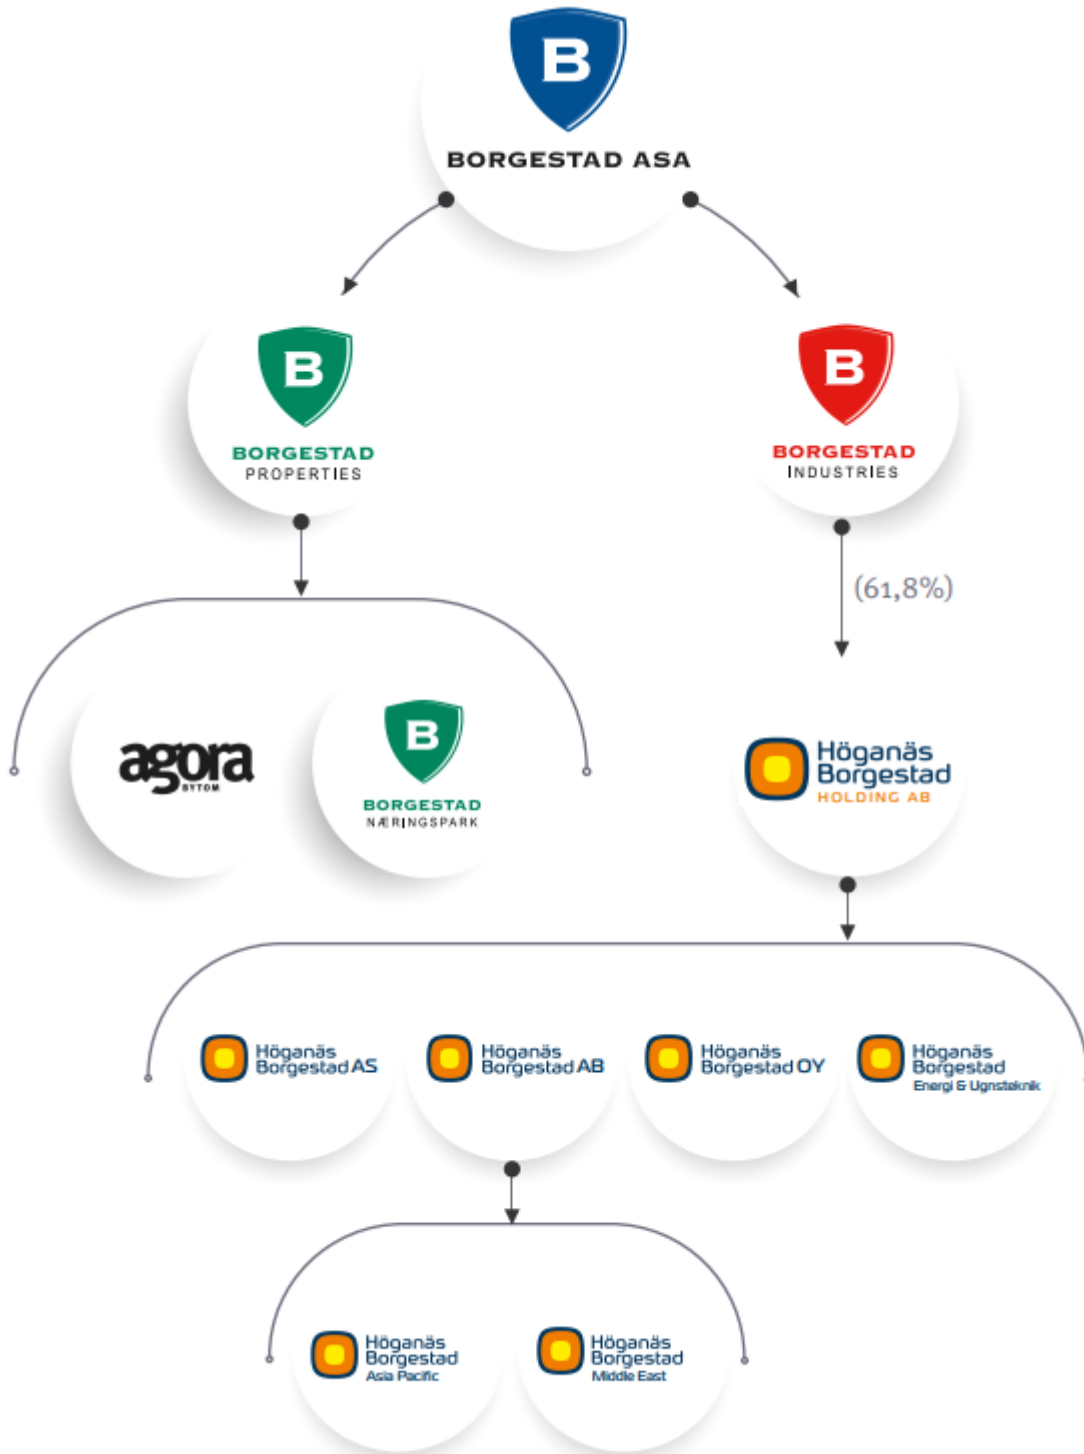 B
BORGESTAD ASA
B
BORGESTAD
PROPERTIES
B
BORGESTAD
INDUSTRIES
(61,8%)
agora
BYTOM
B
BORGESTAD
NÆRINGSPARK
Höganäs
Borgestad
HOLDING AB
Höganäs
Borgestad AS
Höganäs
Borgestad AB
Höganäs
Borgestad OY
Höganäs
Borgestad
Energi & Ugnsteknik
Höganäs
Borgestad
Asia Pacific
Höganäs
Borgestad
Middle East